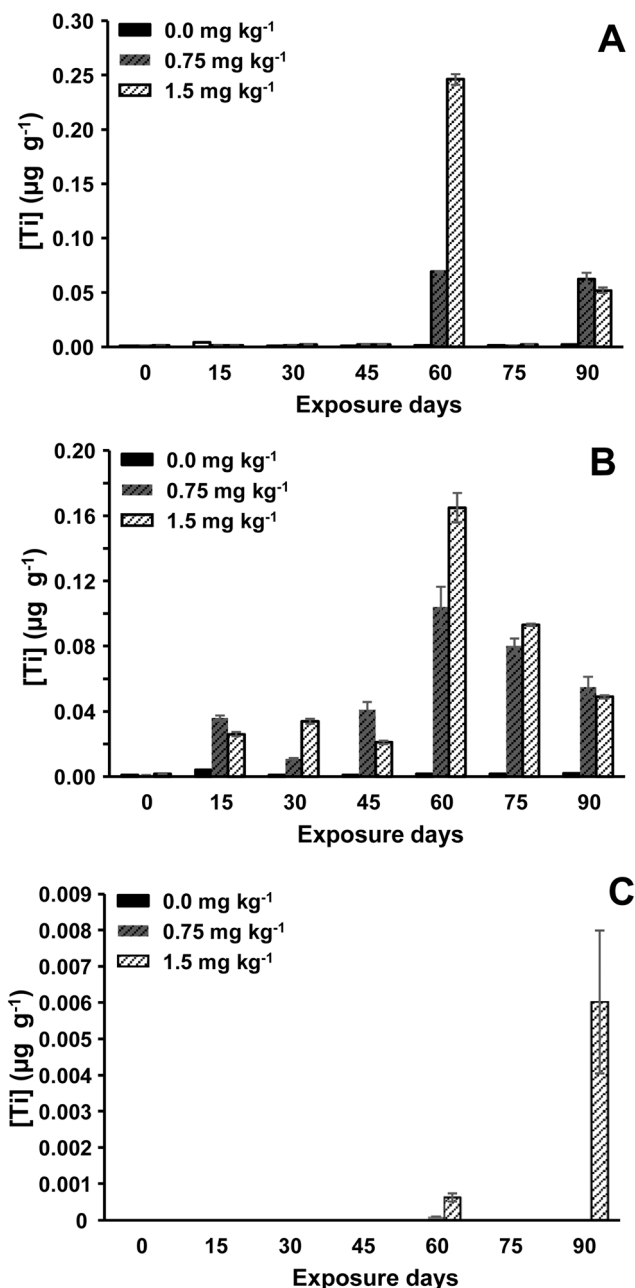 A
0.0 mg kg⁻¹
0.75 mg kg⁻¹
1.5 mg kg⁻¹
[Ti] (µg g⁻¹)
0.30
0.25
0.20
0.15
0.10
0.05
0.00
0 15 30 45 60 75 90
Exposure days
B
0.0 mg kg⁻¹
0.75 mg kg⁻¹
1.5 mg kg⁻¹
[Ti] (µg g⁻¹)
0.20
0.16
0.12
0.08
0.04
0.00
0 15 30 45 60 75 90
Exposure days
C
0.0 mg kg⁻¹
0.75 mg kg⁻¹
1.5 mg kg⁻¹
[Ti] (µg g⁻¹)
0.009
0.008
0.007
0.006
0.005
0.004
0.003
0.002
0.001
0
0 15 30 45 60 75 90
Exposure days